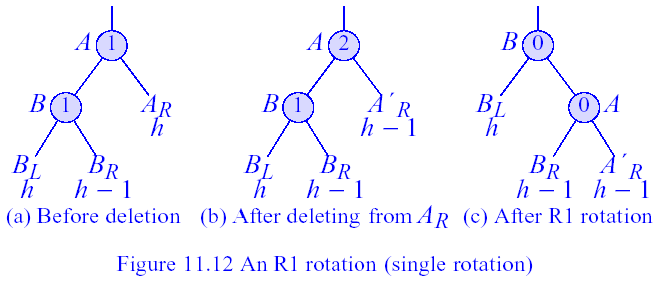 A 1 A 2 B 0
B 1 A_R B 1 A′_R B_L 0 A
h h − 1 h
B_L B_R B_L B_R B_R A′_R
h h − 1 h h − 1 h − 1 h − 1
(a) Before deletion (b) After deleting from A_R (c) After R1 rotation
Figure 11.12 An R1 rotation (single rotation)